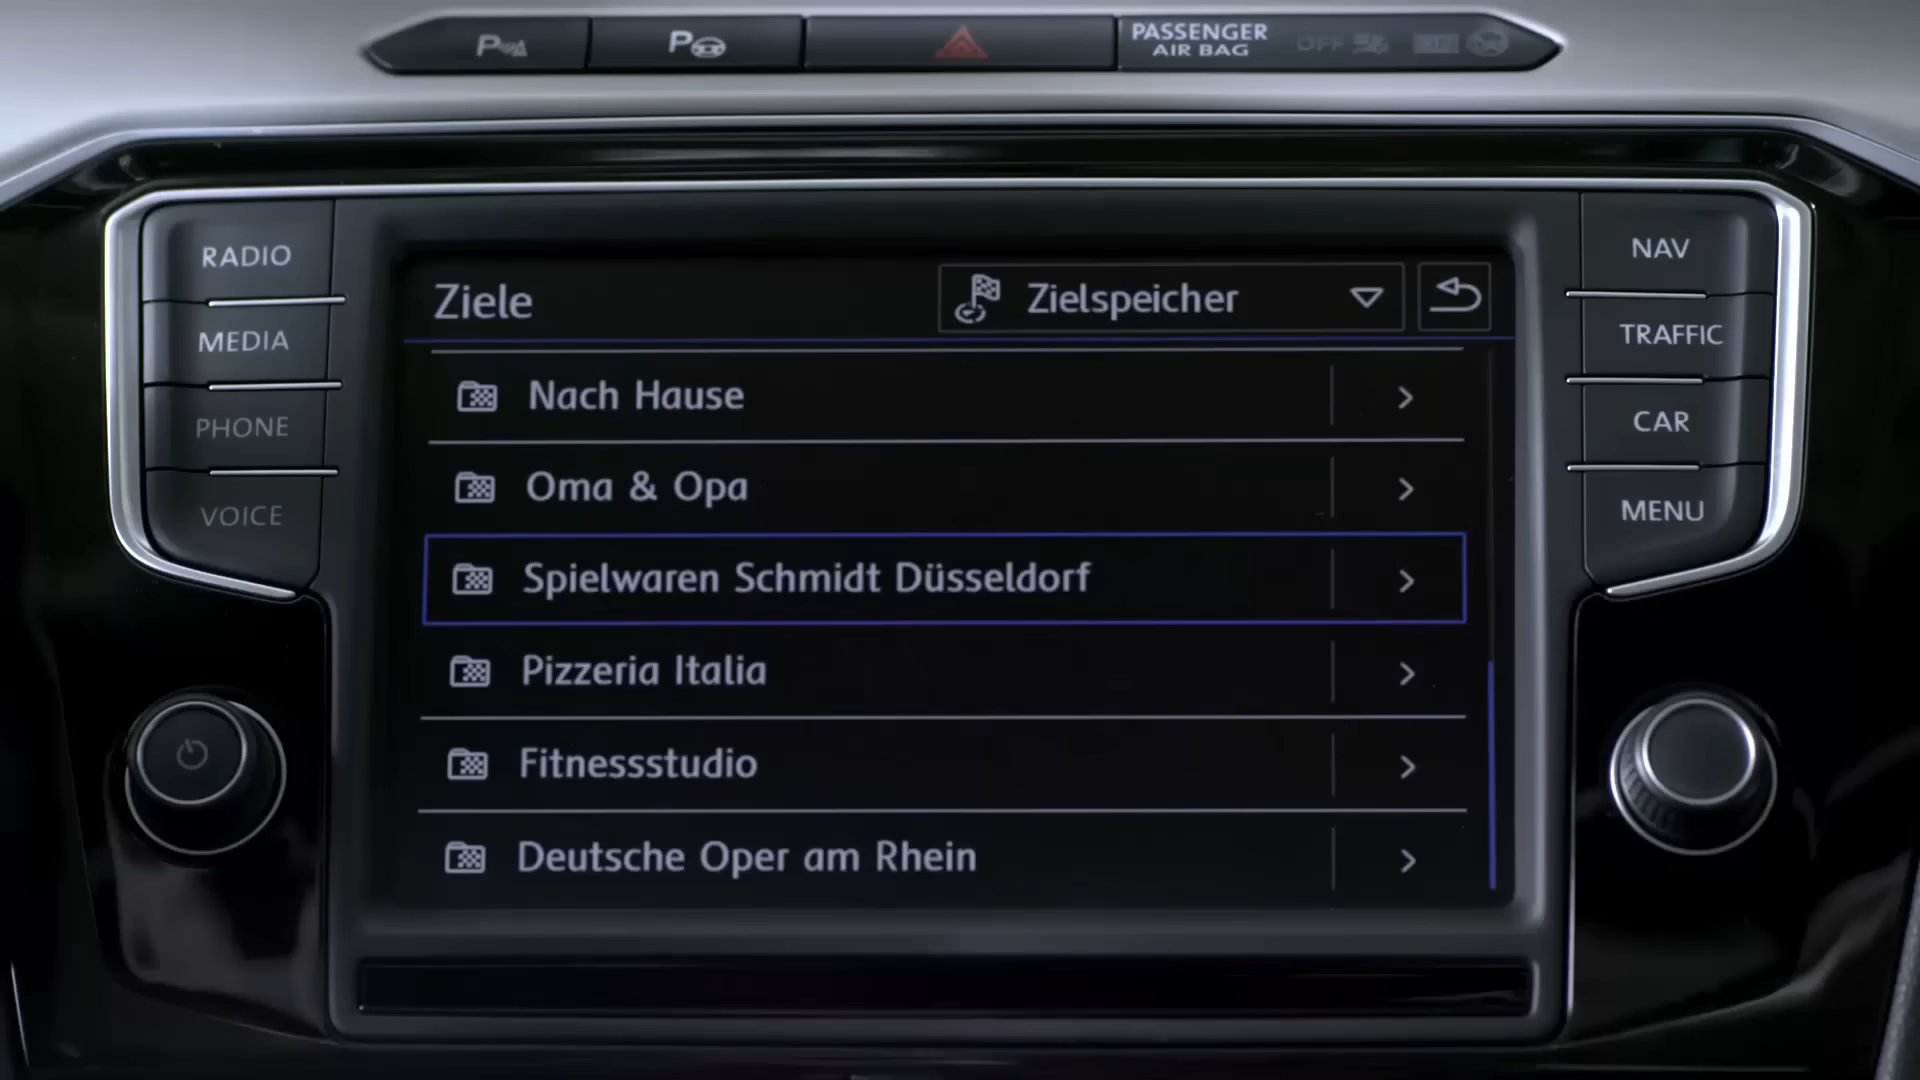 P
P
PASSENGER
AIR BAG
OFF
RADIO
MEDIA
PHONE
VOICE
NAV
TRAFFIC
CAR
MENU
Ziele
Zielspeicher
Nach Hause
Oma & Opa
Spielwaren Schmidt Düsseldorf
Pizzeria Italia
Fitnessstudio
Deutsche Oper am Rhein